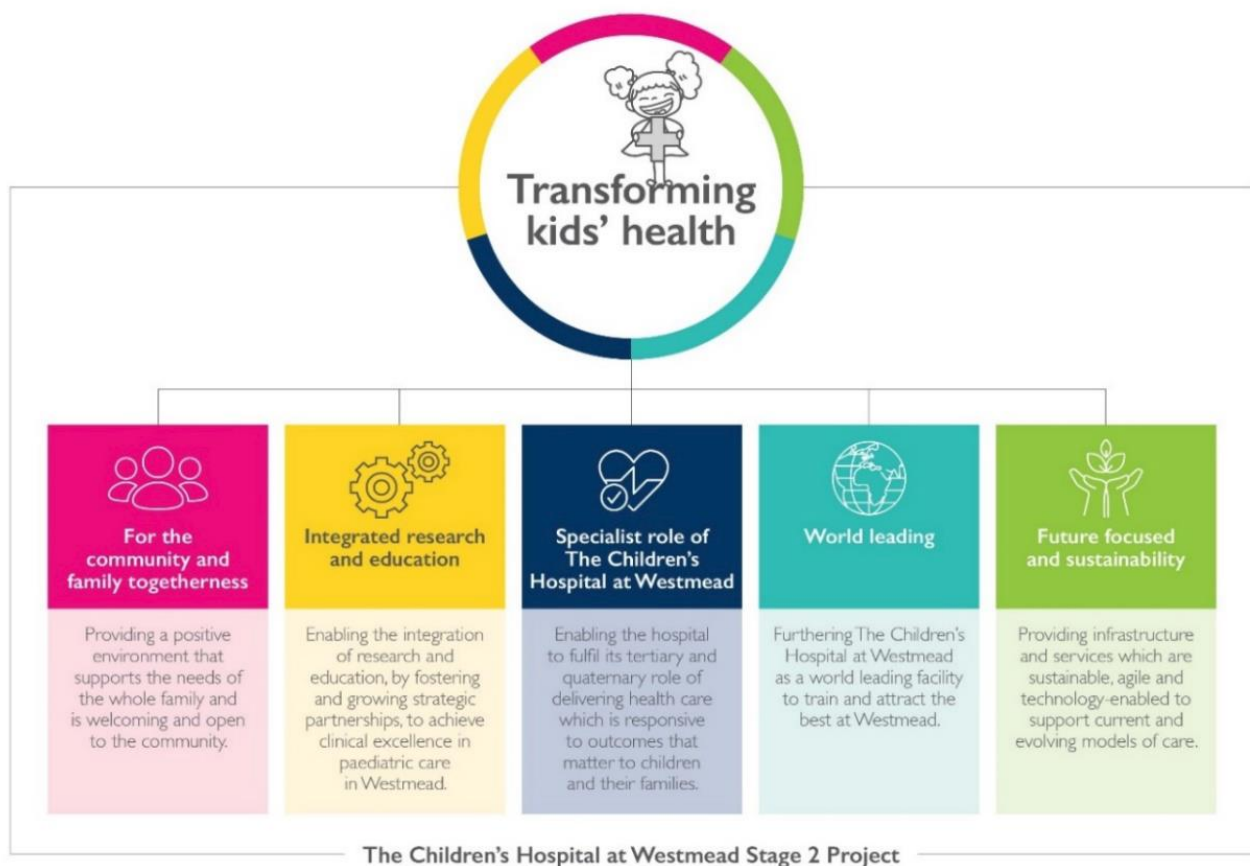 Transforming
kids’ health
For the
community and
family togetherness
Providing a positive
environment that
supports the needs of
the whole family and
is welcoming and open
to the community.
Integrated research
and education
Enabling the integration
of research and
education, by fostering
and growing strategic
partnerships, to achieve
clinical excellence in
paediatric care
in Westmead.
Specialist role of
The Children’s
Hospital at Westmead
Enabling the hospital
to fulfil its tertiary and
quaternary role of
delivering health care
which is responsive
to outcomes that
matter to children
and their families.
World leading
Furthering The Children’s
Hospital at Westmead
as a world leading facility
to train and attract the
best at Westmead.
Future focused
and sustainability
Providing infrastructure
and services which are
sustainable, agile and
technology-enabled to
support current and
evolving models of care.
The Children’s Hospital at Westmead Stage 2 Project